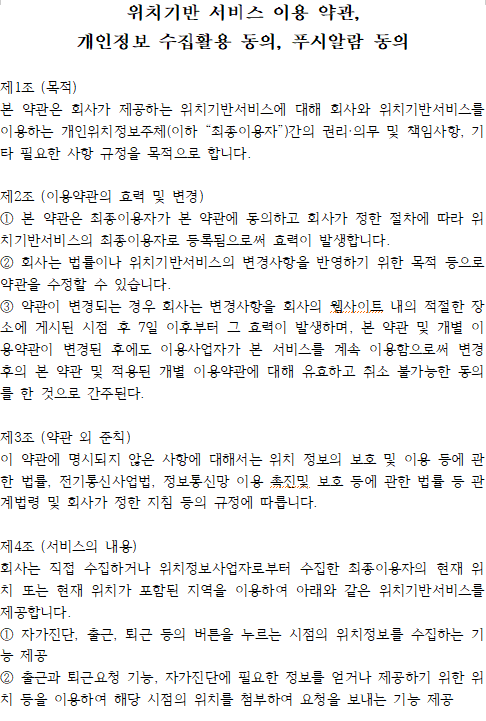 위치기반 서비스 이용 약관,
개인정보 수집활용 동의, 푸시알람 동의
제1조 (목적)
본 약관은 회사가 제공하는 위치기반서비스에 대해 회사와 위치기반서비스를
이용하는 개인위치정보주체(이하 “최종이용자”)간의 권리·의무 및 책임사항, 기
타 필요한 사항 규정을 목적으로 합니다.
제2조 (이용약관의 효력 및 변경)
① 본 약관은 최종이용자가 본 약관에 동의하고 회사가 정한 절차에 따라 위
치기반서비스의 최종이용자로 등록됨으로써 효력이 발생합니다.
② 회사는 법률이나 위치기반서비스의 변경사항을 반영하기 위한 목적 등으로
약관을 수정할 수 있습니다.
③ 약관이 변경되는 경우 회사는 변경사항을 회사의 웹사이트 내의 적절한 장
소에 게시된 시점 후 7일 이후부터 그 효력이 발생하며, 본 약관 및 개별 이
용약관이 변경된 후에도 이용사업자가 본 서비스를 계속 이용함으로써 변경
후의 본 약관 및 적용된 개별 이용약관에 대해 유효하고 취소 불가능한 동의
를 한 것으로 간주된다.
제3조 (약관 외 준칙)
이 약관에 명시되지 않은 사항에 대해서는 위치 정보의 보호 및 이용 등에 관
한 법률, 전기통신사업법, 정보통신망 이용 촉진및 보호 등에 관한 법률 등 관
계법령 및 회사가 정한 지침 등의 규정에 따릅니다.
제4조 (서비스의 내용)
회사는 직접 수집하거나 위치정보사업자로부터 수집한 최종이용자의 현재 위
치 또는 현재 위치가 포함된 지역을 이용하여 아래와 같은 위치기반서비스를
제공합니다.
① 자가진단, 출근, 퇴근 등의 버튼을 누르는 시점의 위치정보를 수집하는 기
능 제공
② 출근과 퇴근요청 기능, 자가진단에 필요한 정보를 얻거나 제공하기 위한 위
치 등을 이용하여 해당 시점의 위치를 첨부하여 요청을 보내는 기능 제공